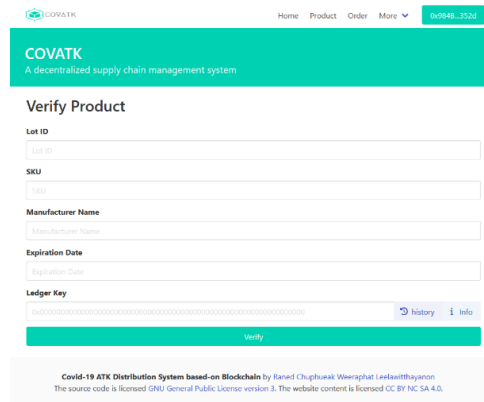 COVATK
Home Product Order More 0x9848...352d
COVATK
A decentralized supply chain management system
Verify Product
Lot ID
Lot ID
SKU
SKU
Manufacturer Name
Manufacturer Name
Expiration Date
Expiration Date
Ledger Key
history Info
Verify
Covid-19 ATK Distribution System based-on Blockchain by Raned Chuphueak Weeraphat Leelawitthayanon
The source code is licensed GNU General Public License version 3. The website content is licensed CC BY NC SA 4.0.